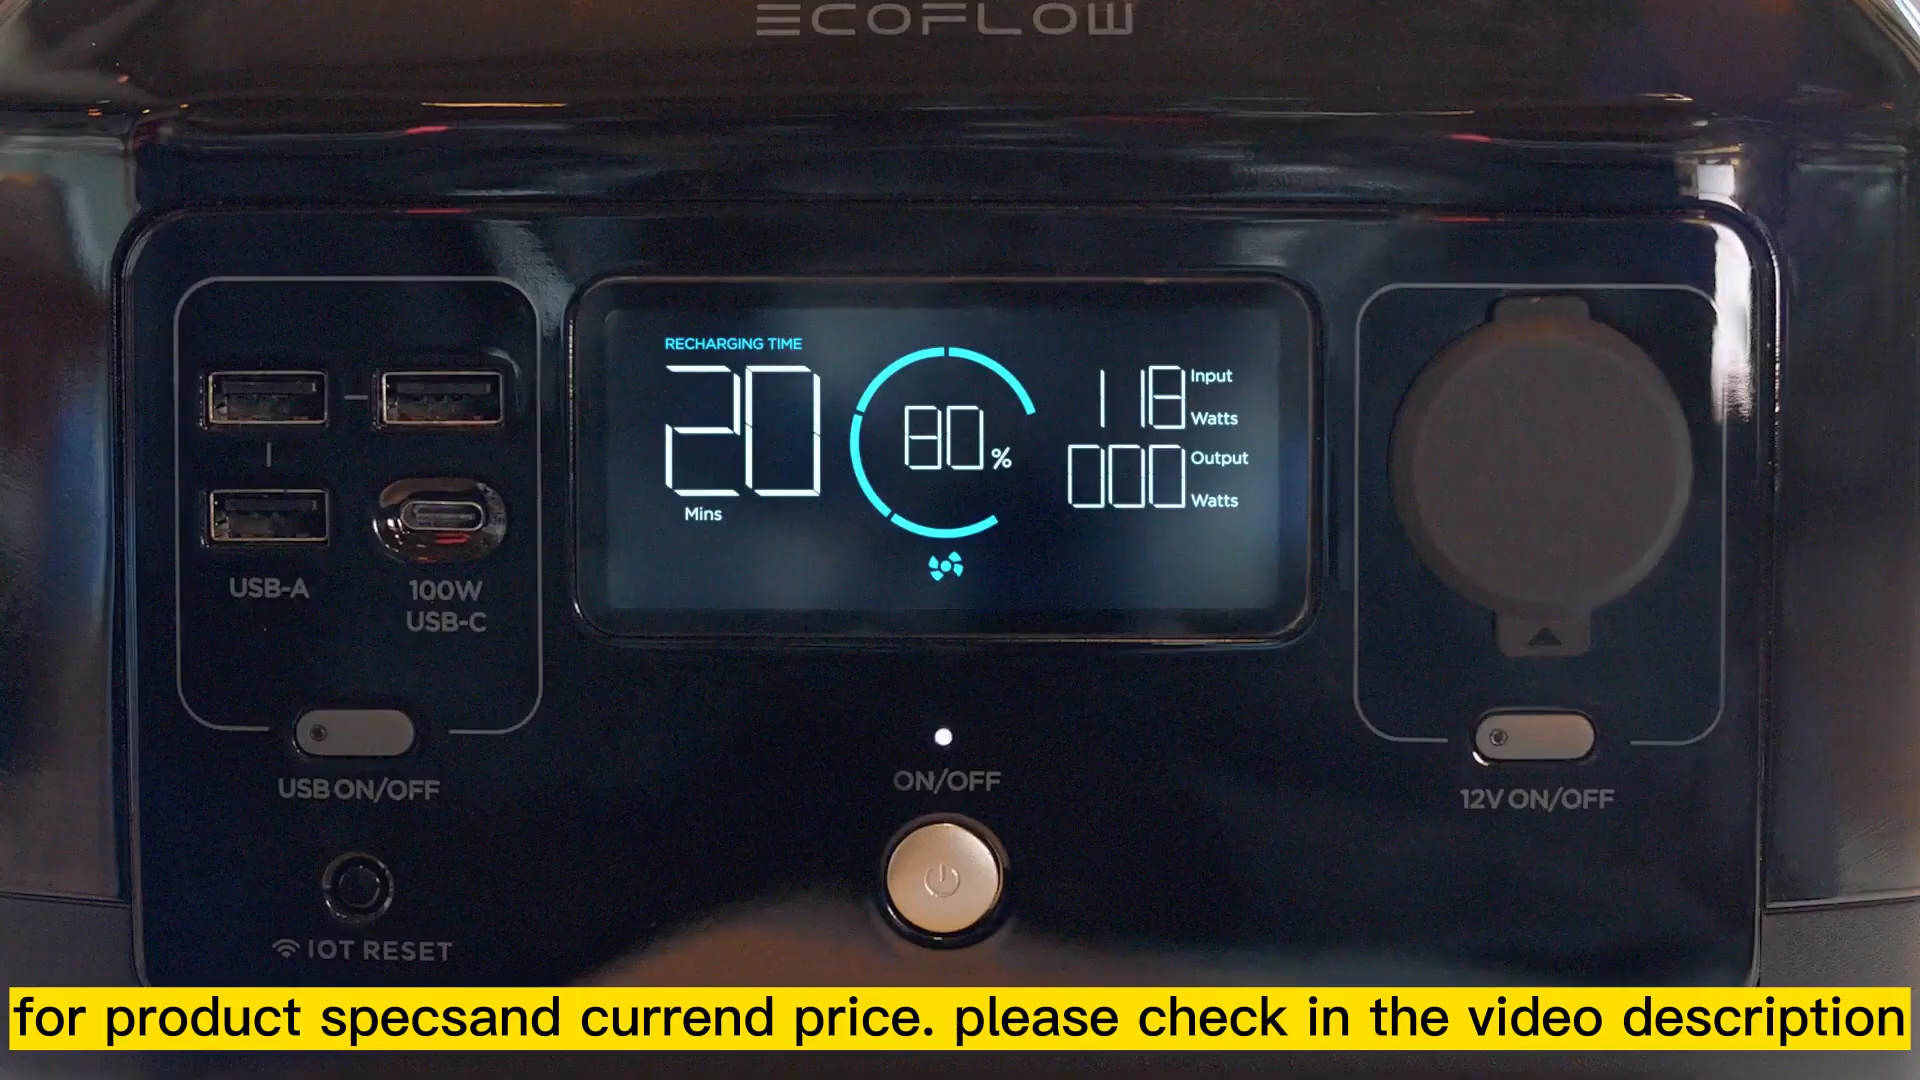 ECOFLOW
RECHARGING TIME
20
Mins
80 %
118 Input
Watts
000 Output
Watts
USB-A
100W
USB-C
USB ON/OFF
ON/OFF
12V ON/OFF
IOT RESET
for product specsand currend price. please check in the video description